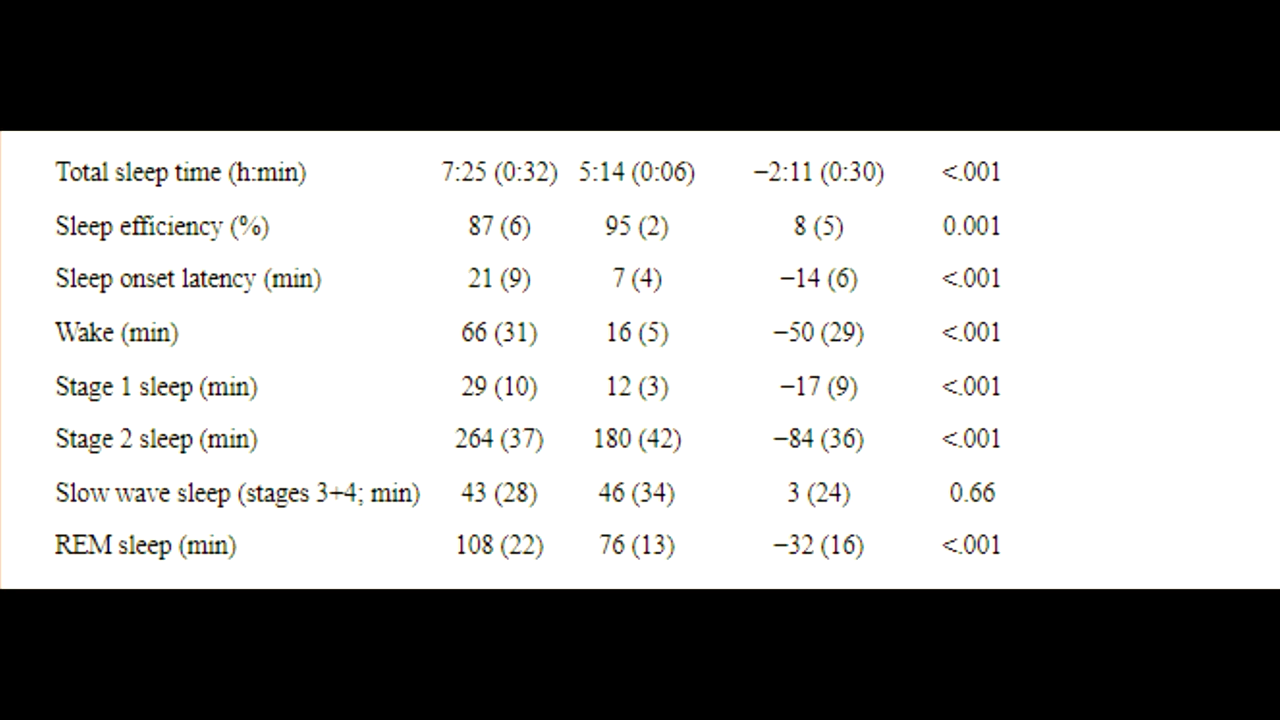 Total sleep time (h:min) 7:25 (0:32) 5:14 (0:06) −2:11 (0:30) <.001
Sleep efficiency (%) 87 (6) 95 (2) 8 (5) 0.001
Sleep onset latency (min) 21 (9) 7 (4) −14 (6) <.001
Wake (min) 66 (31) 16 (5) −50 (29) <.001
Stage 1 sleep (min) 29 (10) 12 (3) −17 (9) <.001
Stage 2 sleep (min) 264 (37) 180 (42) −84 (36) <.001
Slow wave sleep (stages 3+4; min) 43 (28) 46 (34) 3 (24) 0.66
REM sleep (min) 108 (22) 76 (13) −32 (16) <.001